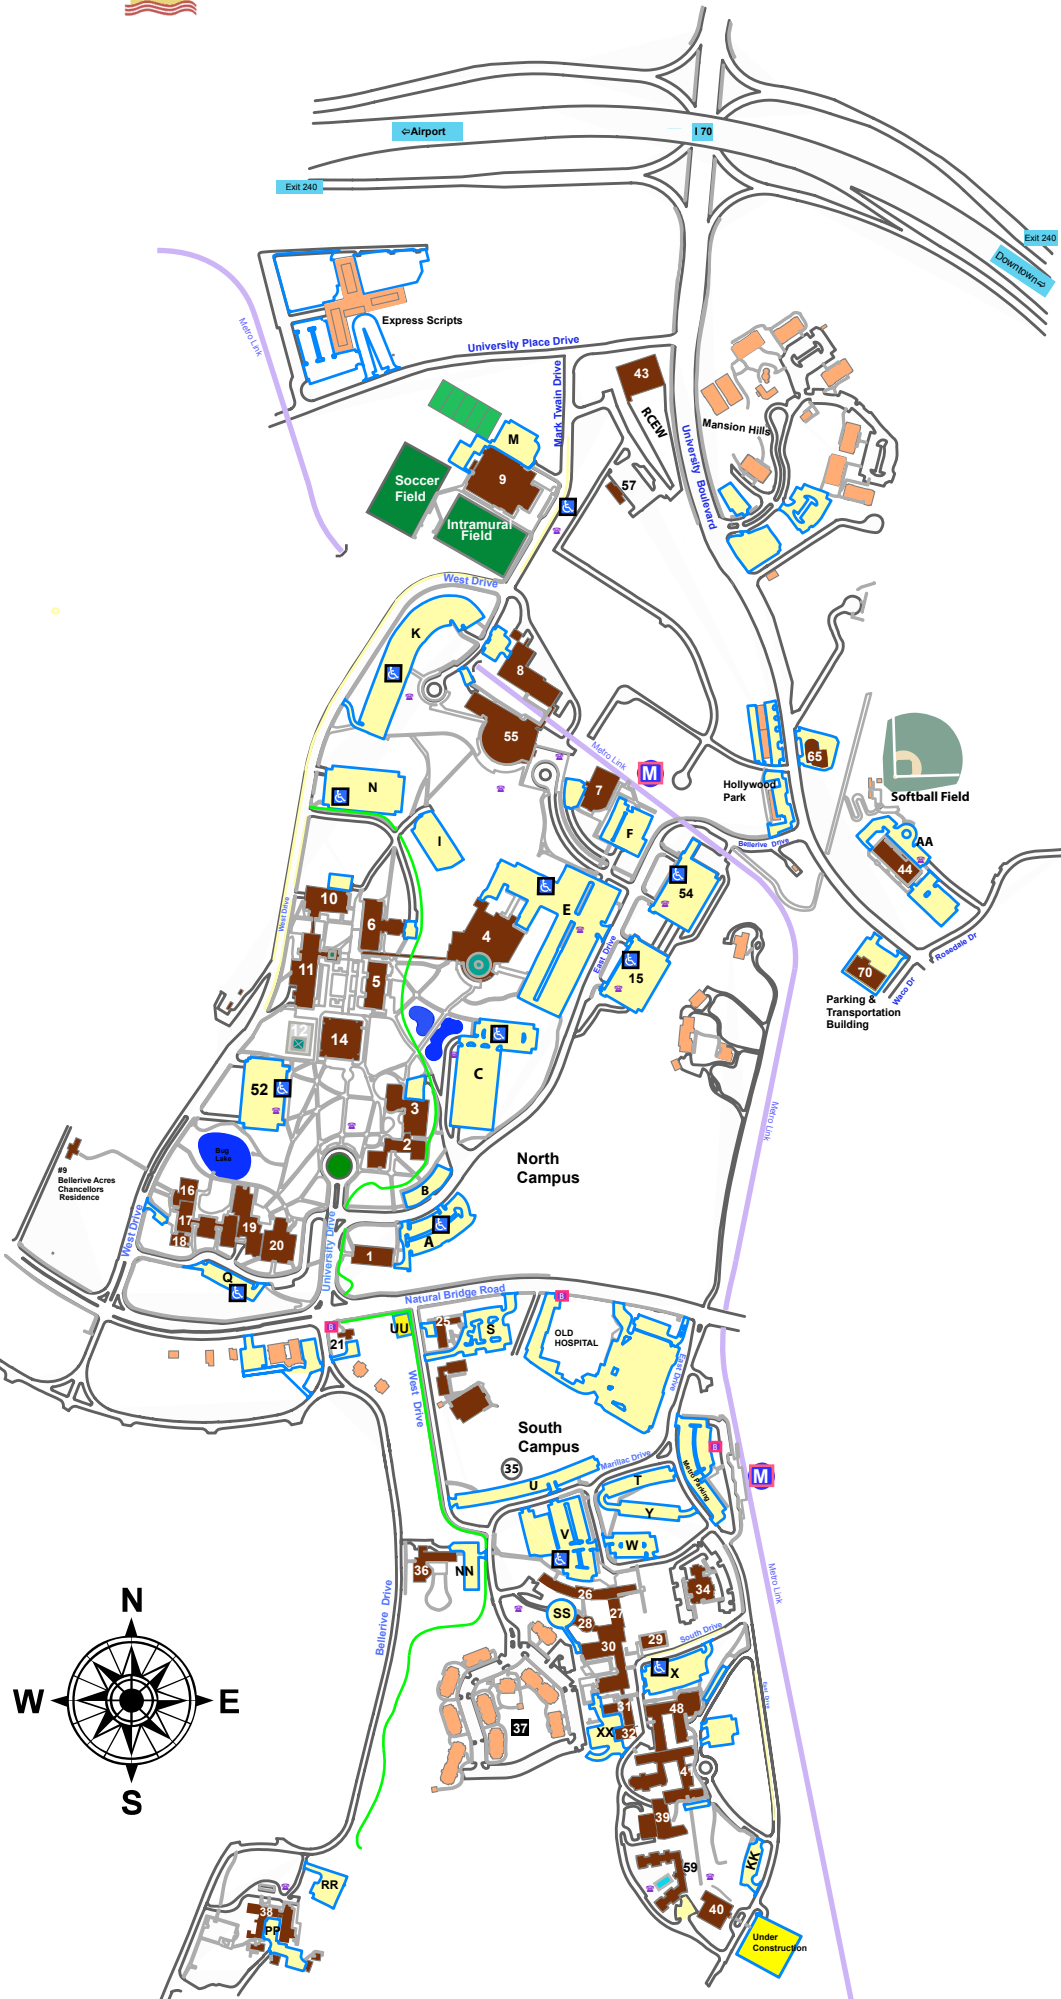 ⇦Airport
I 70
Exit 240
Exit 240
Downtown⇨
Metro Link
Express Scripts
University Place Drive
Mark Twain Drive
43
RCEW
Mansion Hills
University Boulevard
M
9
57
Soccer
Field
Intramural
Field
West Drive
K
8
55
Metro Link
M
7
Hollywood
Park
65
Softball Field
N
I
F
Bellerive Drive
AA
44
54
10
6
E
4
West Drive
11
5
East Drive
15
Rosedale Dr
70
Waco Dr
Parking &
Transportation
Building
12
14
52
C
3
2
Metro Link
North
Campus
Bug
Lake
#9
Bellerive Acres
Chancellors
Residence
16
17
18
19
20
B
A
1
West Drive
University Drive
Q
Natural Bridge Road
B
B
UU
21
25
S
OLD
HOSPITAL
East Drive
West Drive
South
Campus
35
U
Marillac Drive
T
Y
W
V
Metro Parking
B
M
Metro Link
36
NN
26
27
SS
28
30
29
34
South Drive
X
Bellerive Drive
N
W
E
S
37
31
32
XX
48
41
39
59
KK
40
Under
Construction
RR
38
PP